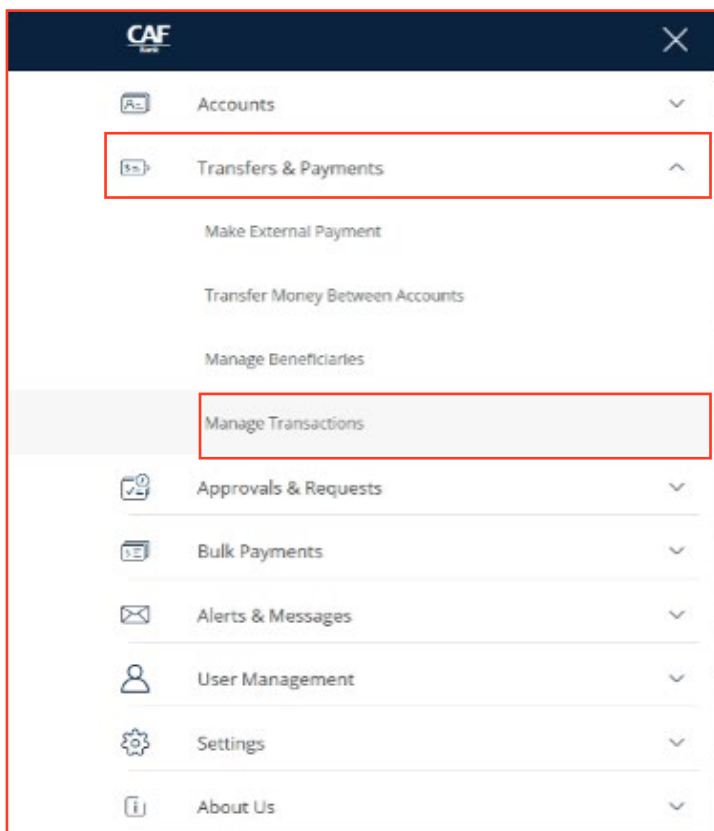 CAF
Bank
Accounts
Transfers & Payments
Make External Payment
Transfer Money Between Accounts
Manage Beneficiaries
Manage Transactions
Approvals & Requests
Bulk Payments
Alerts & Messages
User Management
Settings
About Us